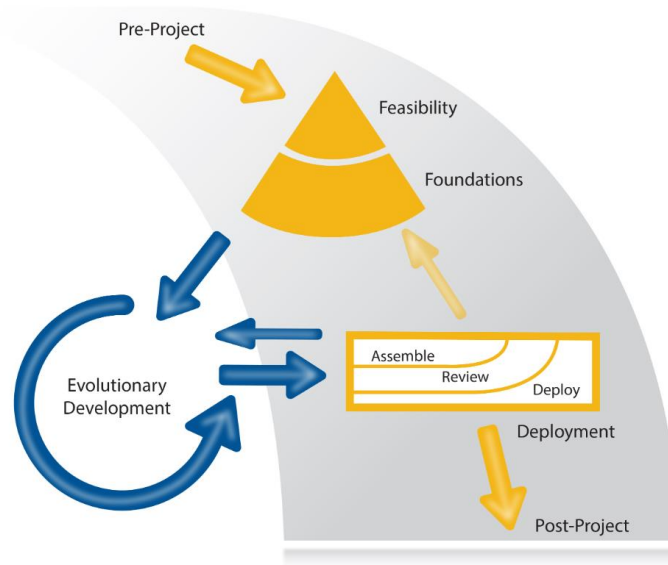 Pre-Project
Feasibility
Foundations
Evolutionary
Development
Assemble
Review
Deploy
Deployment
Post-Project